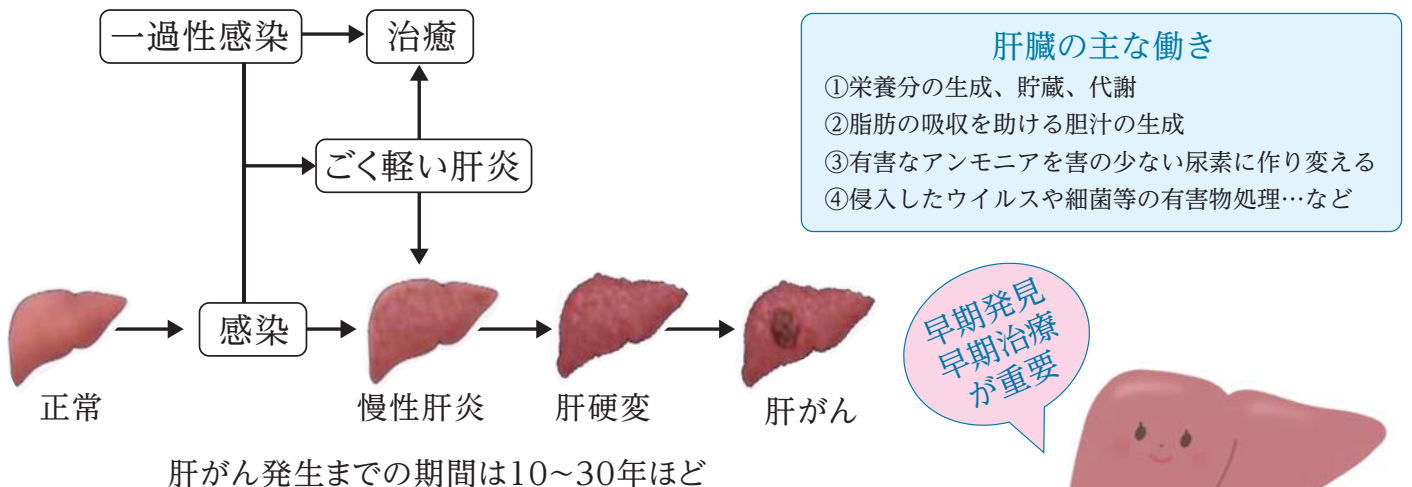 一過性感染
治癒
ごく軽い肝炎
感染
正常
慢性肝炎
肝硬変
肝がん
肝がん発生までの期間は10～30年ほど
肝臓の主な働き
①栄養分の生成、貯蔵、代謝
②脂肪の吸収を助ける胆汁の生成
③有害なアンモニアを害の少ない尿素に作り変える
④侵入したウイルスや細菌等の有害物処理…など
早期発見
早期治療
が重要